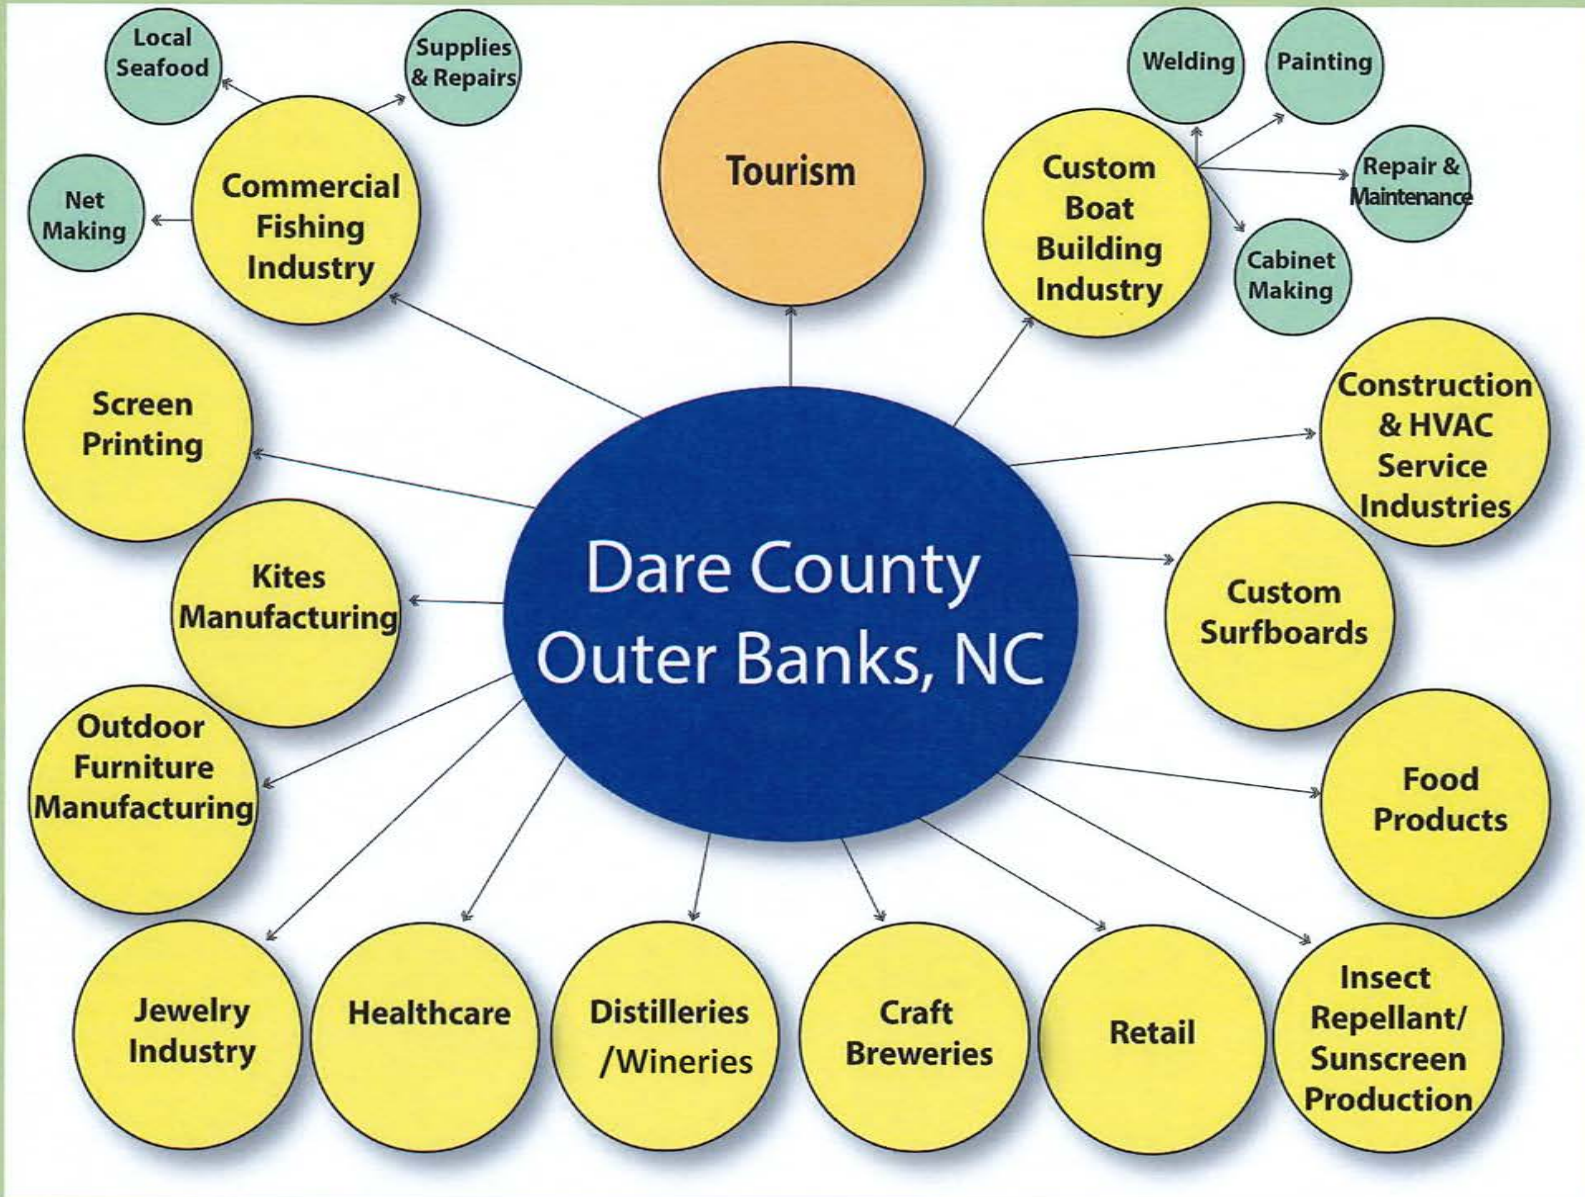 Local
Seafood
Supplies
& Repairs
Net
Making
Commercial
Fishing
Industry
Tourism
Custom
Boat
Building
Industry
Welding
Painting
Repair &
Maintenance
Cabinet
Making
Screen
Printing
Construction
& HVAC
Service
Industries
Kites
Manufacturing
Dare County
Outer Banks, NC
Custom
Surfboards
Outdoor
Furniture
Manufacturing
Food
Products
Jewelry
Industry
Healthcare
Distilleries
/Wineries
Craft
Breweries
Retail
Insect
Repellant/
Sunscreen
Production